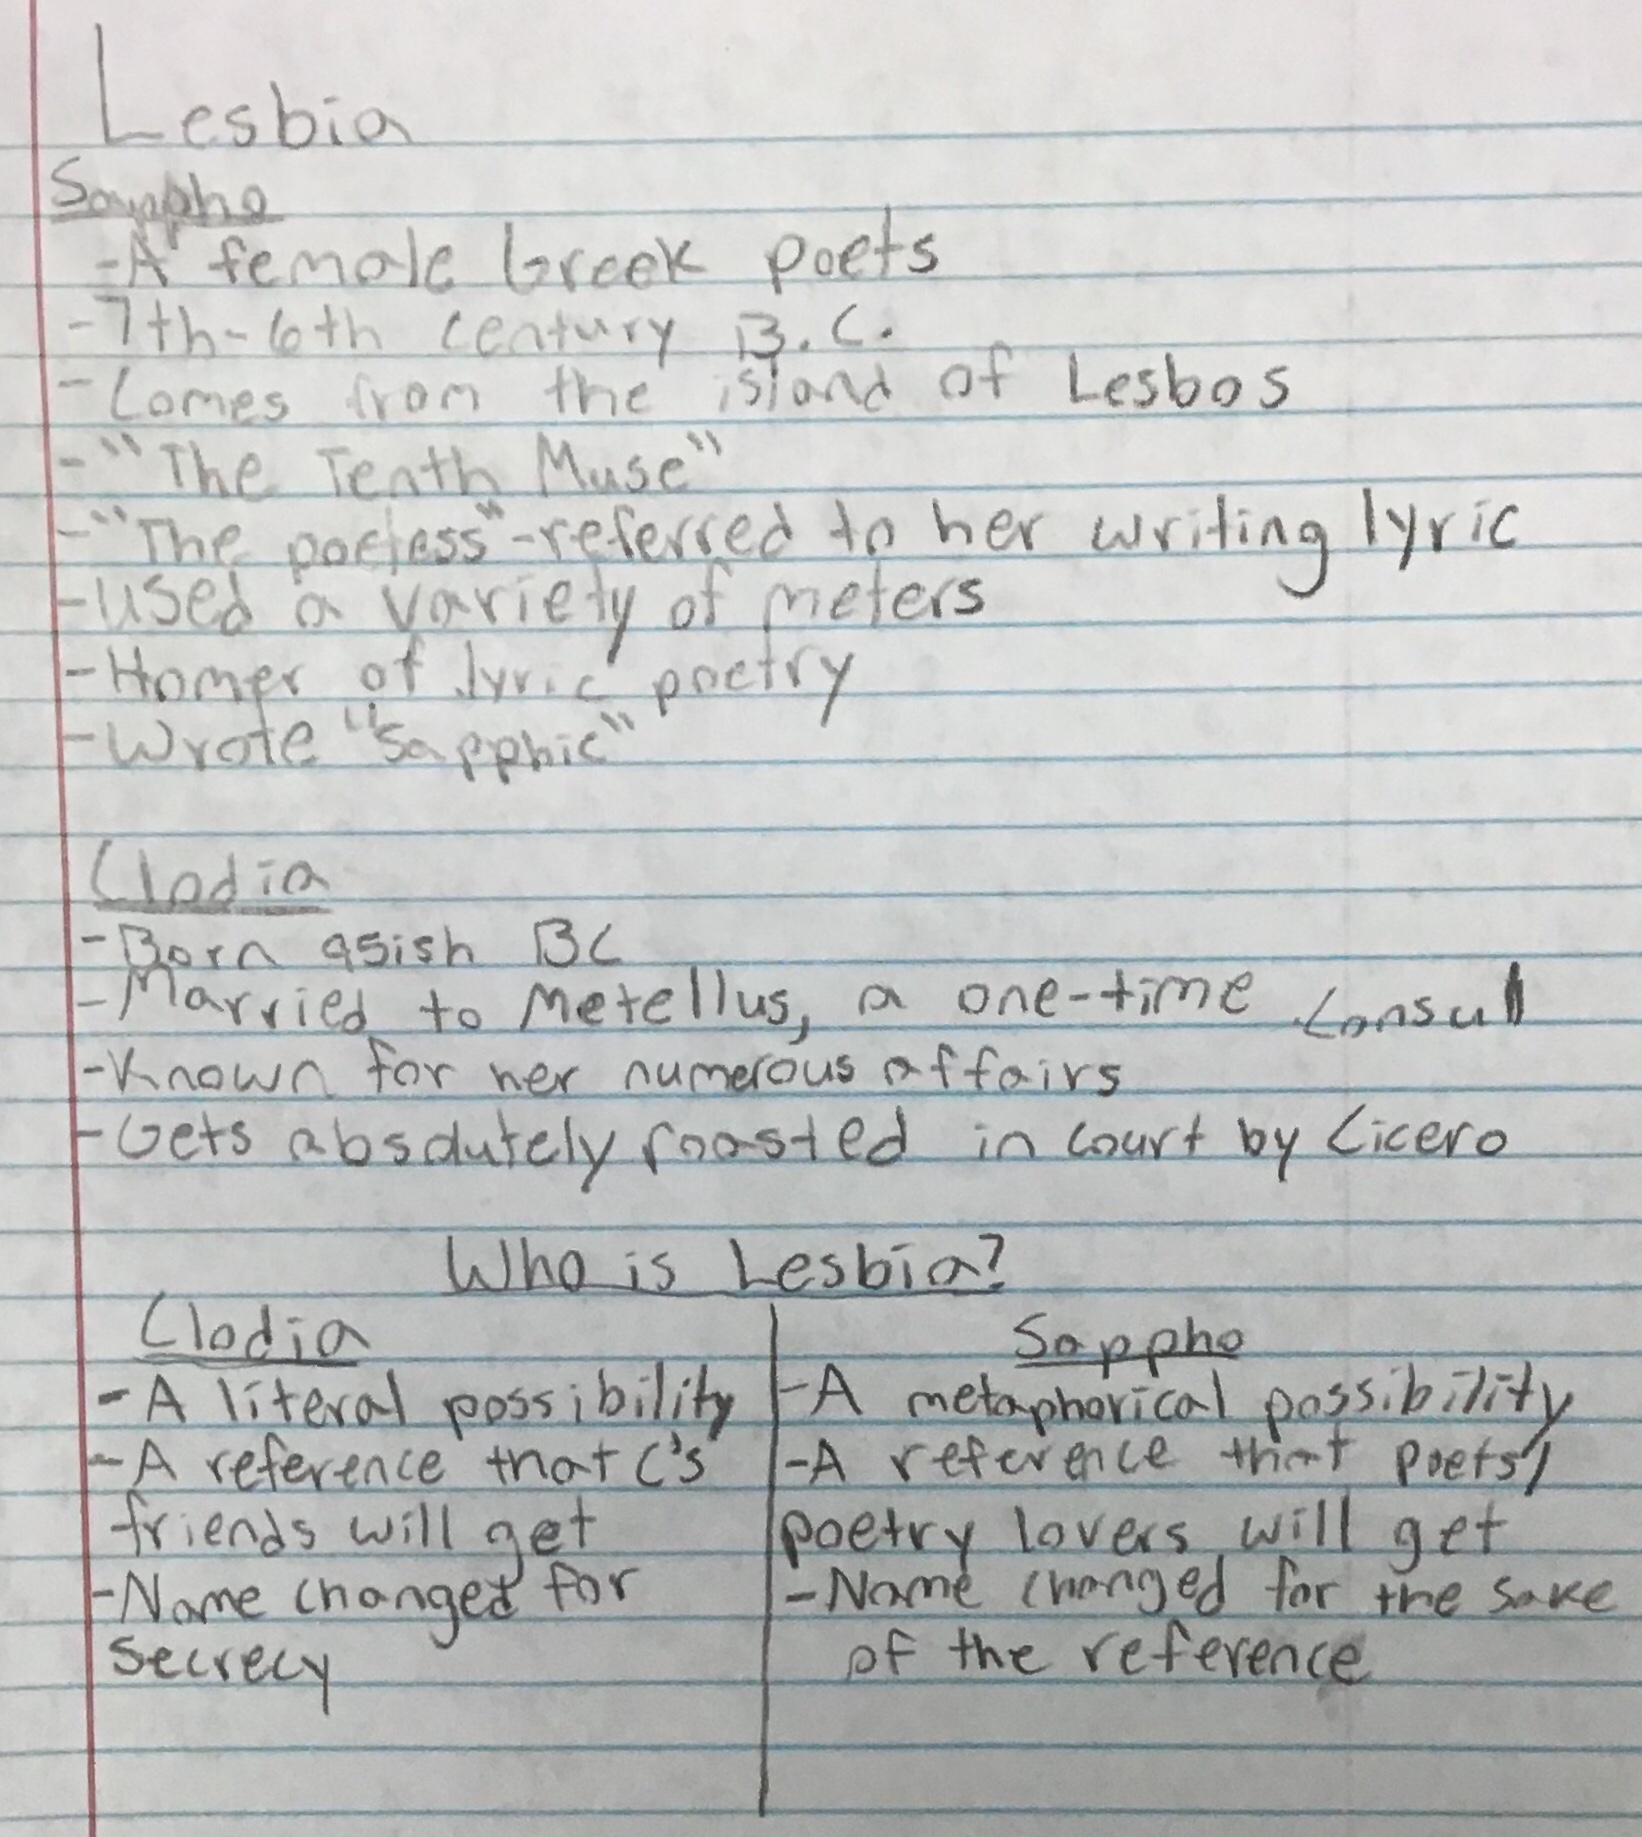 Lesbia
Sappho
-A female Greek poets
-7th-6th century B.C.
-Comes from the island of Lesbos
-"The Tenth Muse"
-"The poetess"-referred to her writing lyric
-used a variety of meters
-Homer of lyric poetry
-Wrote "Sapphic"
Clodia
-Born 95ish BC
-Married to Metellus, a one-time consul
-Known for her numerous affairs
-Gets absolutely roasted in court by Cicero
Who is Lesbia?
Clodia
-A literal possibility
-A reference that C's
friends will get
-Name changed for
secrecy
Sappho
-A metaphorical possibility
-A reference that poets/
poetry lovers will get
-Name changed for the sake
of the reference